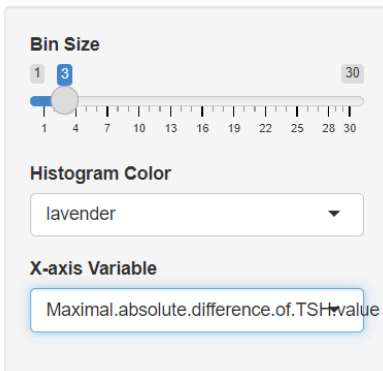 Bin Size
1 3 30
1 4 7 10 13 16 19 22 25 28 30
Histogram Color
lavender
X-axis Variable
Maximal.absolute.difference.of.TSH.value